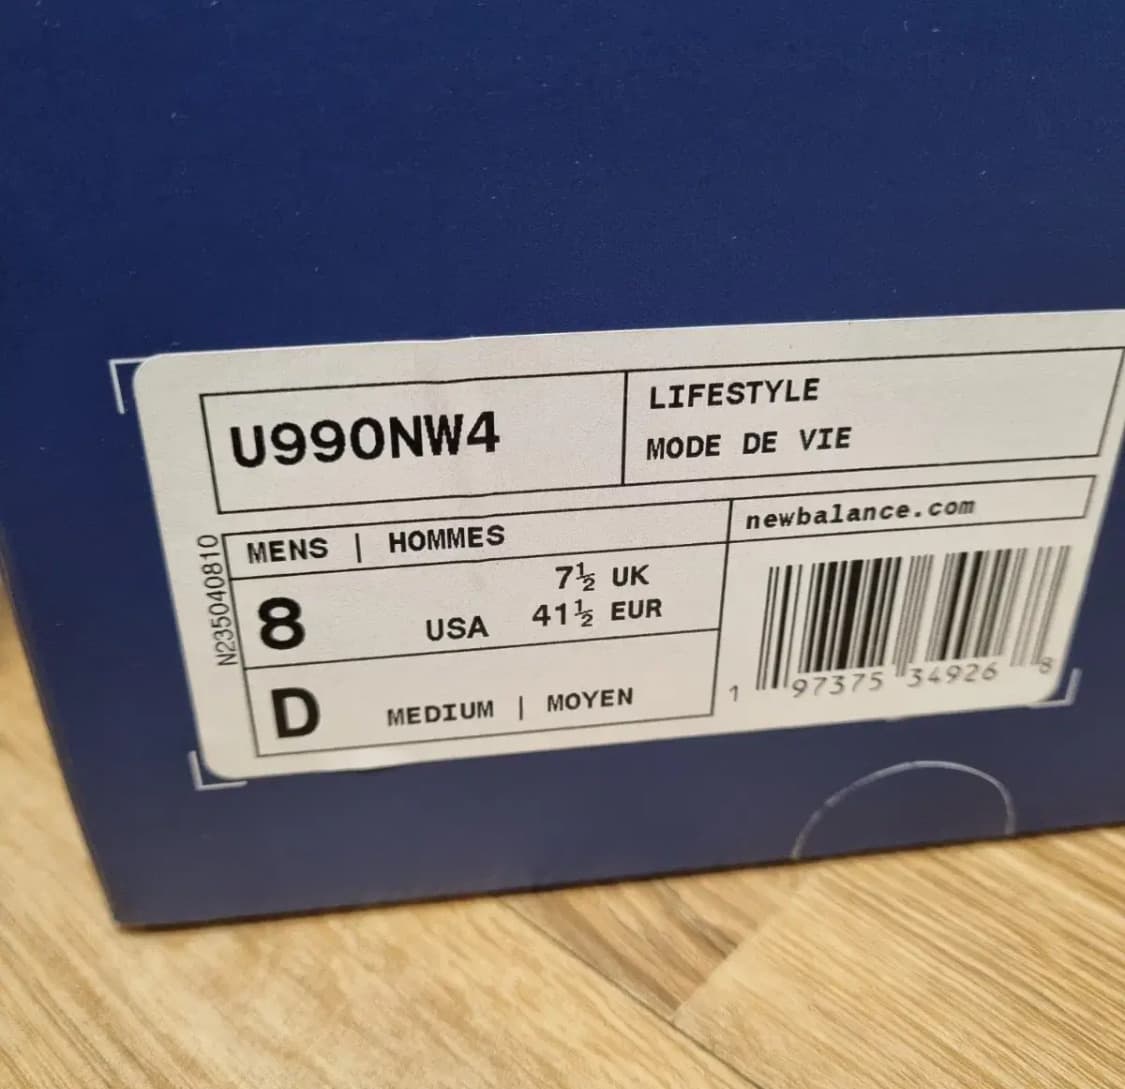 U990NW4
LIFESTYLE
MODE DE VIE
N235040810
MENS | HOMMES
8 USA
7½ UK
41½ EUR
D MEDIUM | MOYEN
newbalance.com
1 97375 34926 8